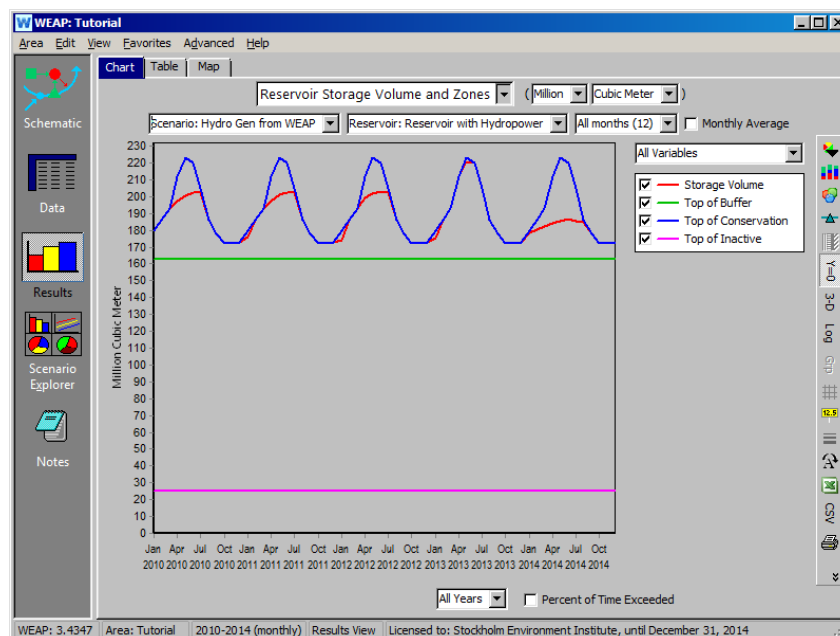 WEAP: Tutorial
Area Edit View Favorites Advanced Help
Chart Table Map
Reservoir Storage Volume and Zones ( Million Cubic Meter )
Scenario: Hydro Gen from WEAP Reservoir: Reservoir with Hydropower All months (12) Monthly Average
All Variables
Storage Volume
Top of Buffer
Top of Conservation
Top of Inactive
Schematic
Data
Results
Scenario
Explorer
Notes
Million Cubic Meter
230
220
210
200
190
180
170
160
150
140
130
120
110
100
90
80
70
60
50
40
30
20
10
0
Jan Apr Jul Oct Jan Apr Jul Oct Jan Apr Jul Oct Jan Apr Jul Oct Jan Apr Jul Oct
2010 2010 2010 2010 2011 2011 2011 2011 2012 2012 2012 2012 2013 2013 2013 2013 2014 2014 2014 2014
All Years Percent of Time Exceeded
Y=0
3-D
Log
Grp
12.5
CSV
WEAP: 3.4347 Area: Tutorial 2010-2014 (monthly) Results View Licensed to: Stockholm Environment Institute, until December 31, 2014